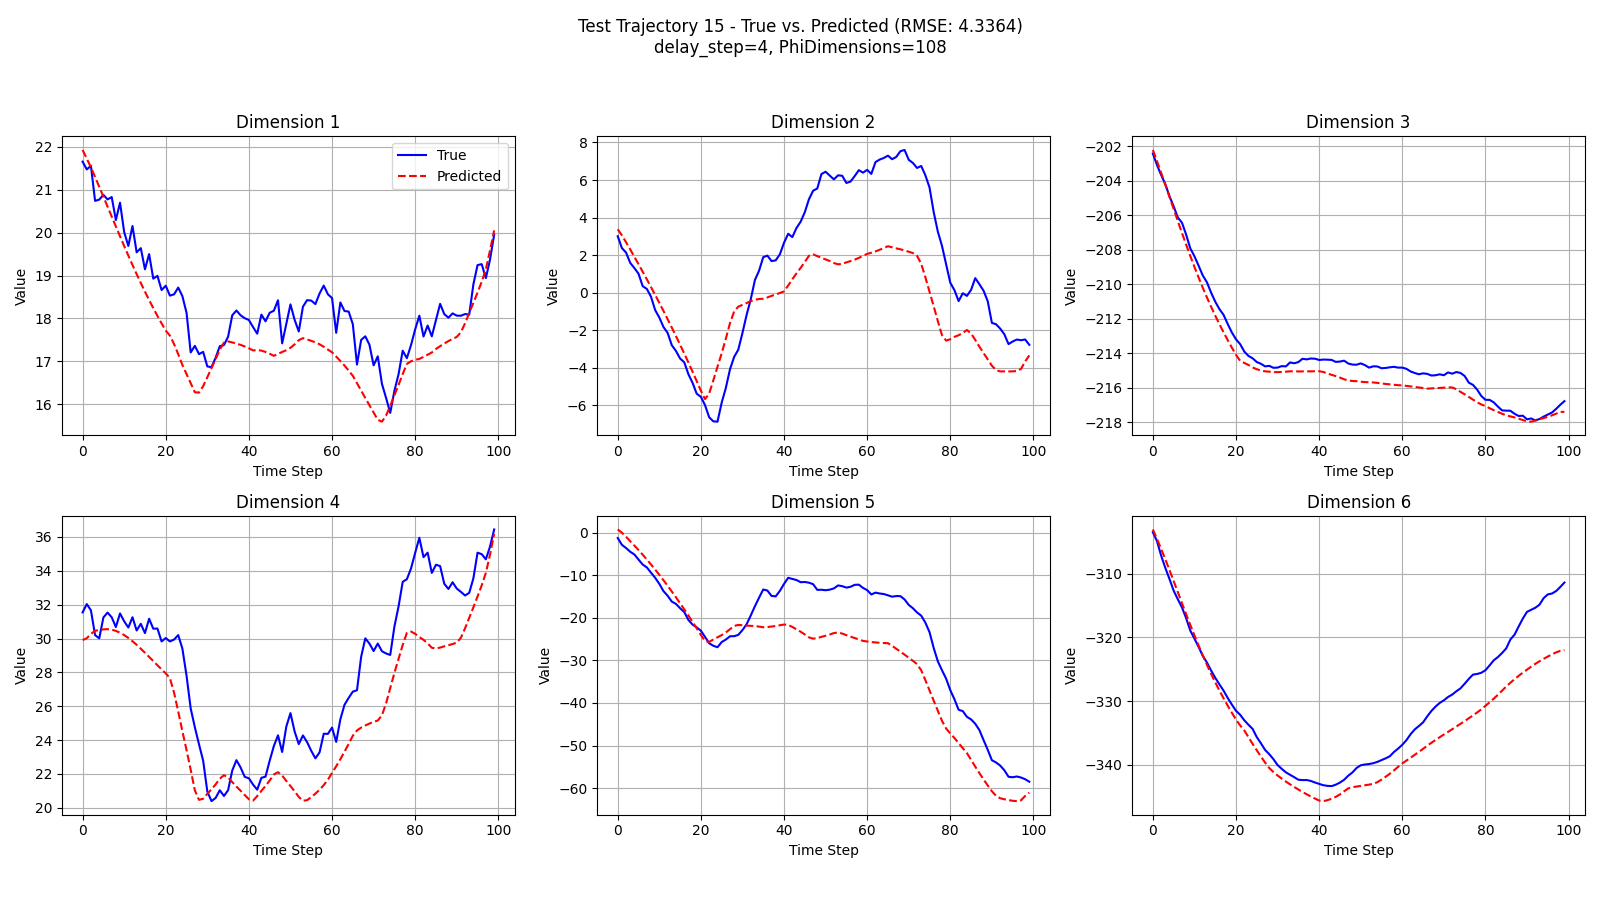 Test Trajectory 15 - True vs. Predicted (RMSE: 4.3364)
delay_step=4, PhiDimensions=108
Dimension 1
22
21
20
19
18
17
16
Value
0 20 40 60 80 100
Time Step
True
Predicted
Dimension 2
8
6
4
2
0
−2
−4
−6
Value
0 20 40 60 80 100
Time Step
Dimension 3
−202
−204
−206
−208
−210
−212
−214
−216
−218
Value
0 20 40 60 80 100
Time Step
Dimension 4
36
34
32
30
28
26
24
22
20
Value
0 20 40 60 80 100
Time Step
Dimension 5
0
−10
−20
−30
−40
−50
−60
Value
0 20 40 60 80 100
Time Step
Dimension 6
−310
−320
−330
−340
Value
0 20 40 60 80 100
Time Step